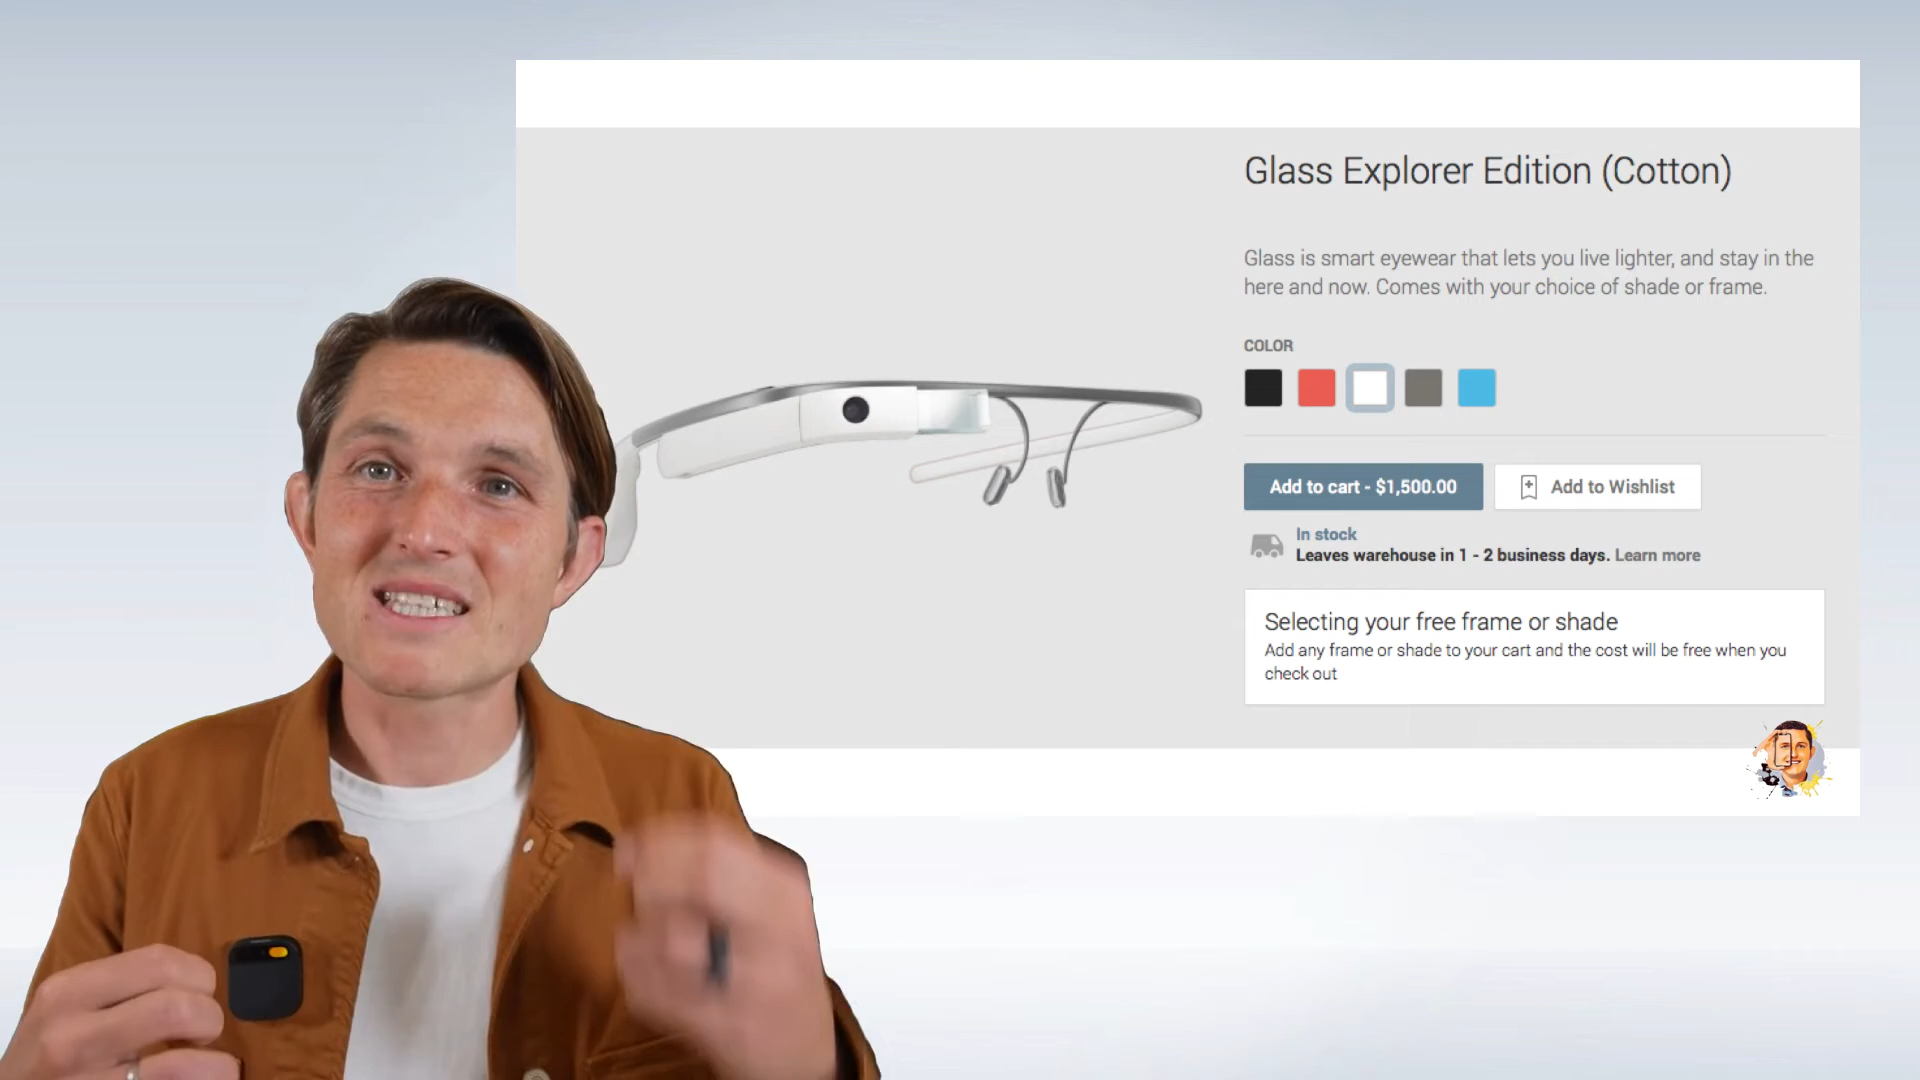 Glass Explorer Edition (Cotton)
Glass is smart eyewear that lets you live lighter, and stay in the
here and now. Comes with your choice of shade or frame.
COLOR
Add to cart - $1,500.00
Add to Wishlist
In stock
Leaves warehouse in 1 - 2 business days. Learn more
Selecting your free frame or shade
Add any frame or shade to your cart and the cost will be free when you
check out